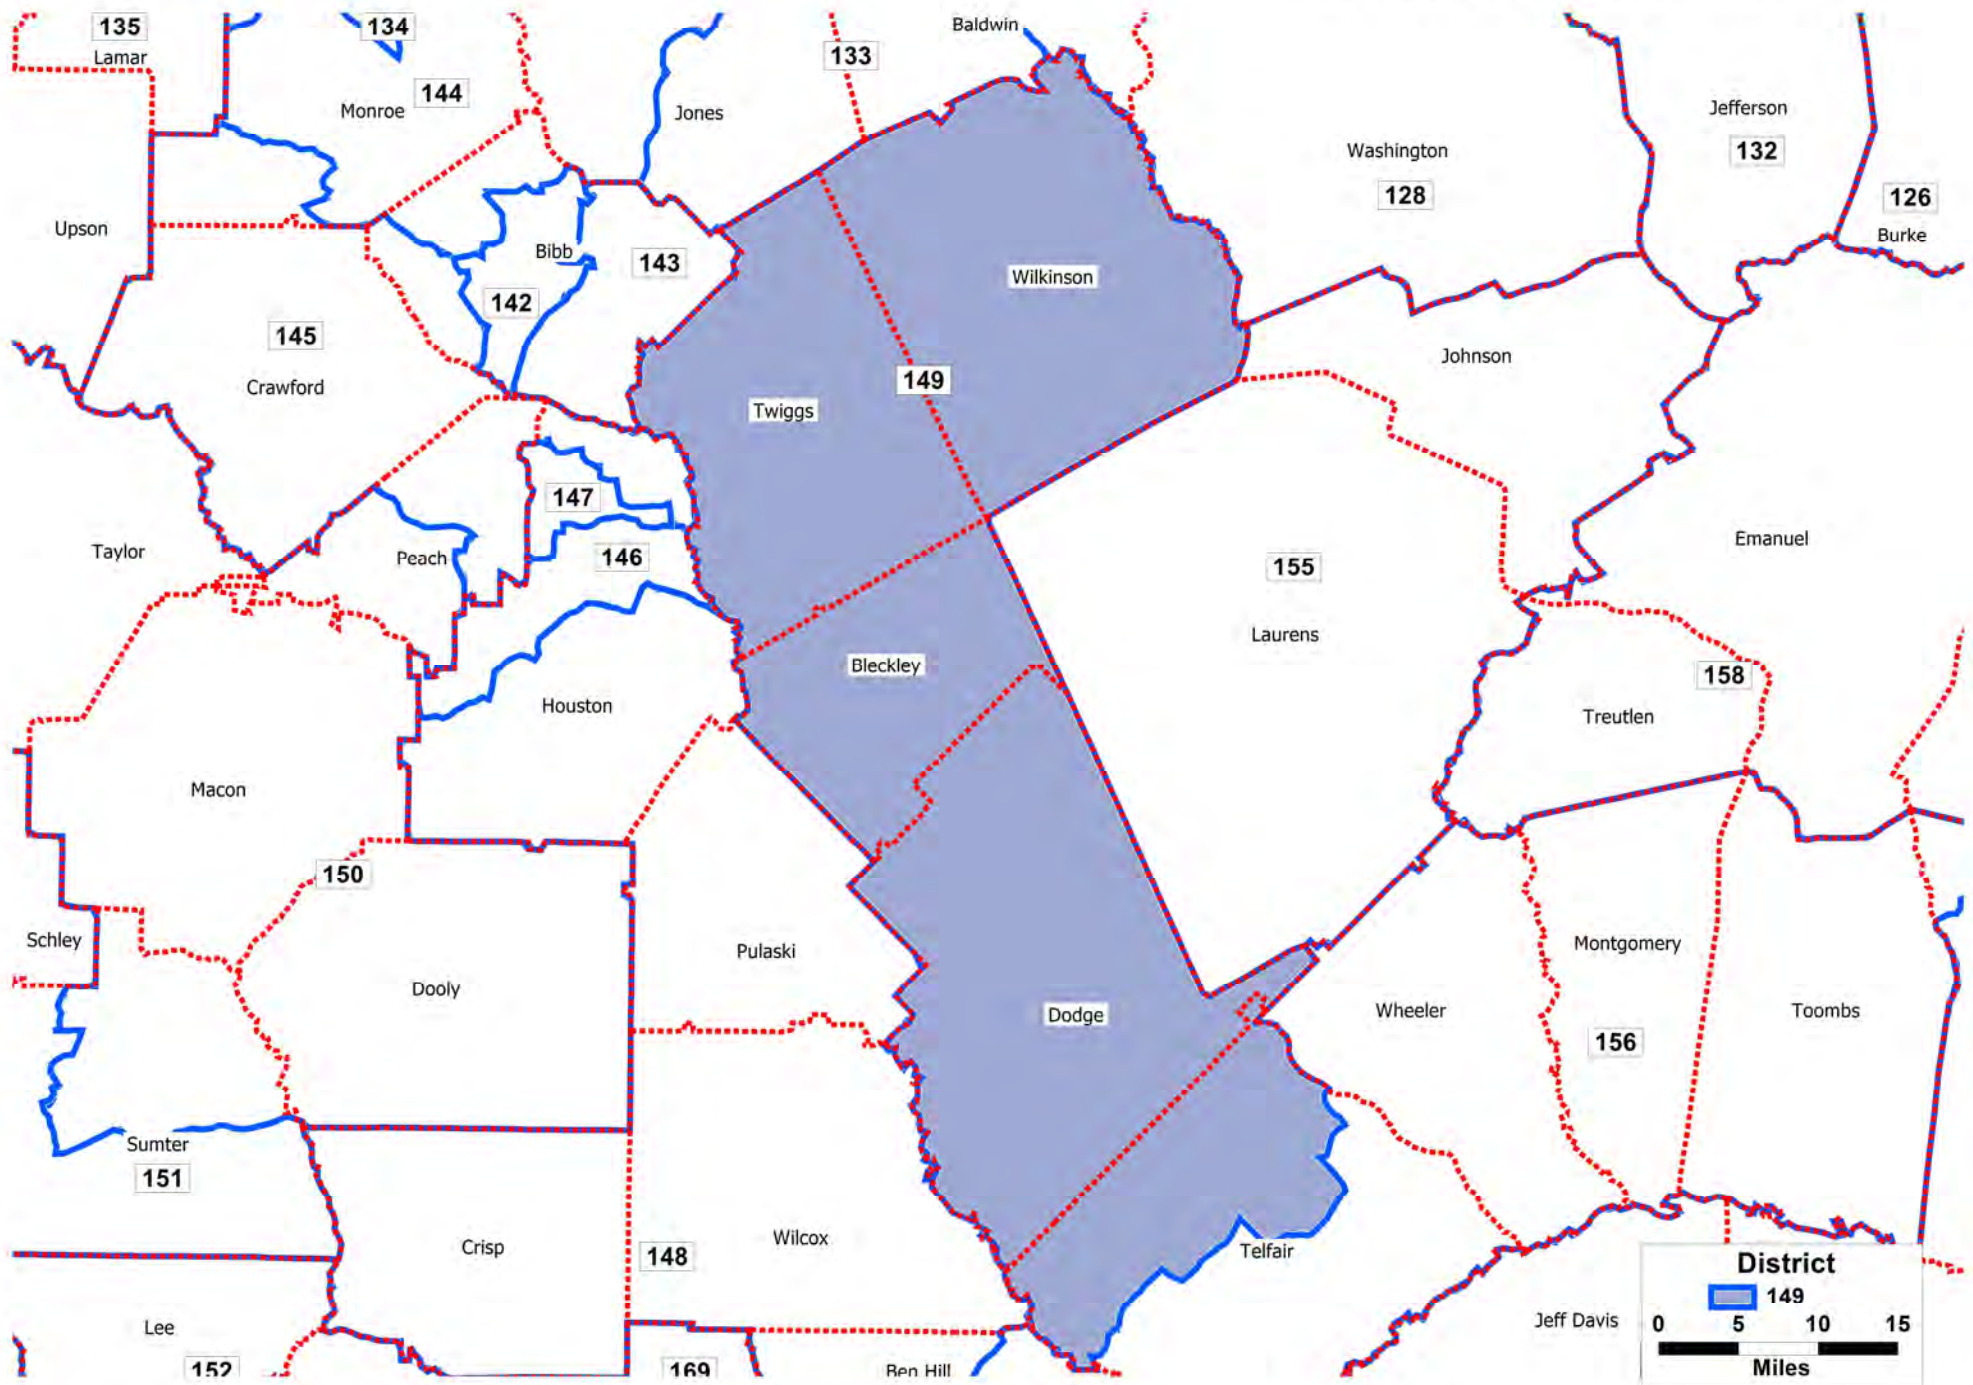 135
Lamar
134
144
Monroe
Jones
133
Baldwin
Jefferson
132
Washington
128
126
Burke
Upson
Bibb
143
142
Wilkinson
145
Crawford
Johnson
149
Twiggs
147
146
Peach
Taylor
Emanuel
155
Laurens
Bleckley
158
Treutlen
Houston
Macon
150
Schley
Pulaski
Montgomery
Dooly
Dodge
Wheeler
Toombs
156
Sumter
151
Crisp
148
Wilcox
Telfair
Lee
152
169
Ben Hill
Jeff Davis
District
149
0 5 10 15
Miles